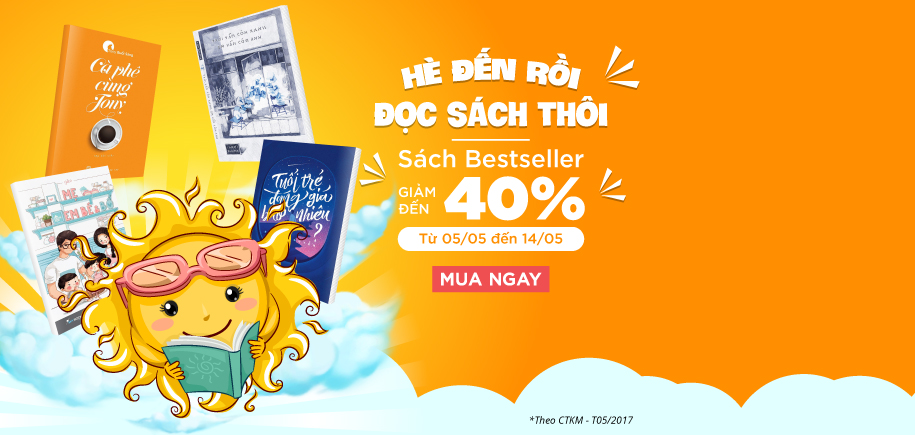 Cà phê
cùng
Tony
Tuổi trẻ
đáng giá
bao nhiêu
?
HÈ ĐẾN RỒI
ĐỌC SÁCH THÔI
Sách Bestseller
GIẢM
ĐẾN
40%
Từ 05/05 đến 14/05
MUA NGAY
*Theo CTKM - T05/2017